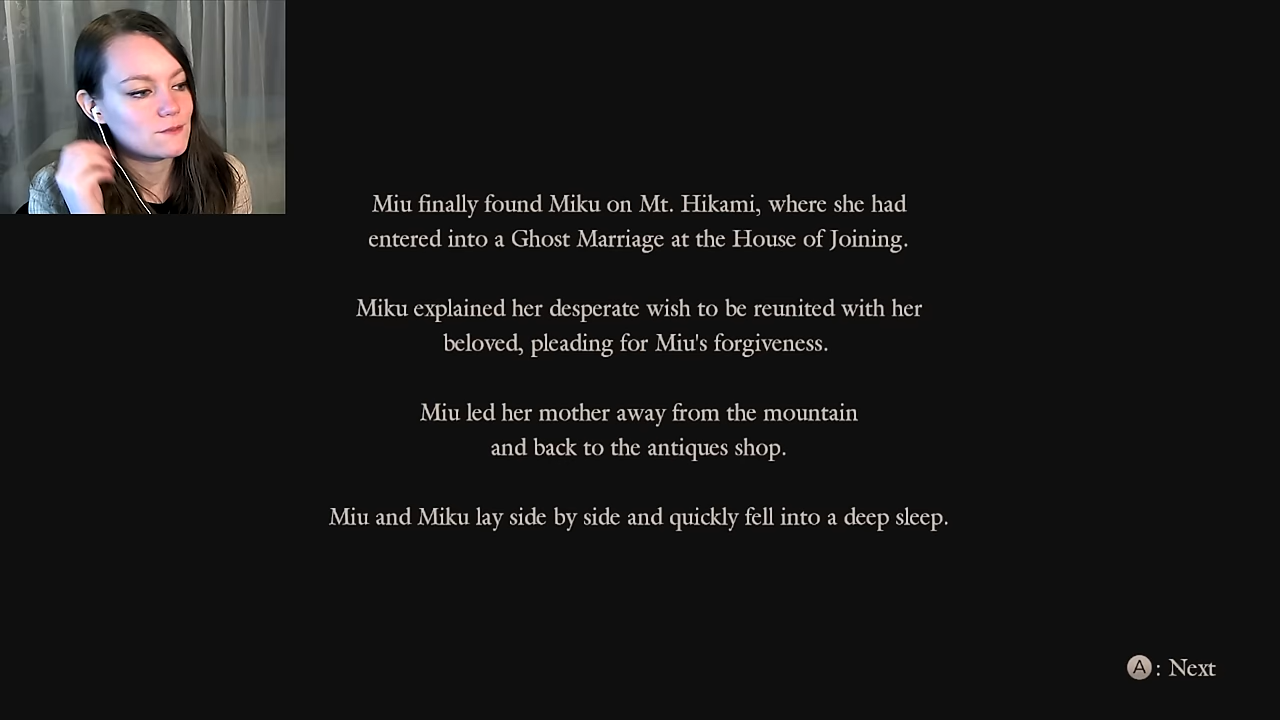 Miu finally found Miku on Mt. Hikami, where she had
entered into a Ghost Marriage at the House of Joining.
Miku explained her desperate wish to be reunited with her
beloved, pleading for Miu's forgiveness.
Miu led her mother away from the mountain
and back to the antiques shop.
Miu and Miku lay side by side and quickly fell into a deep sleep.
A : Next